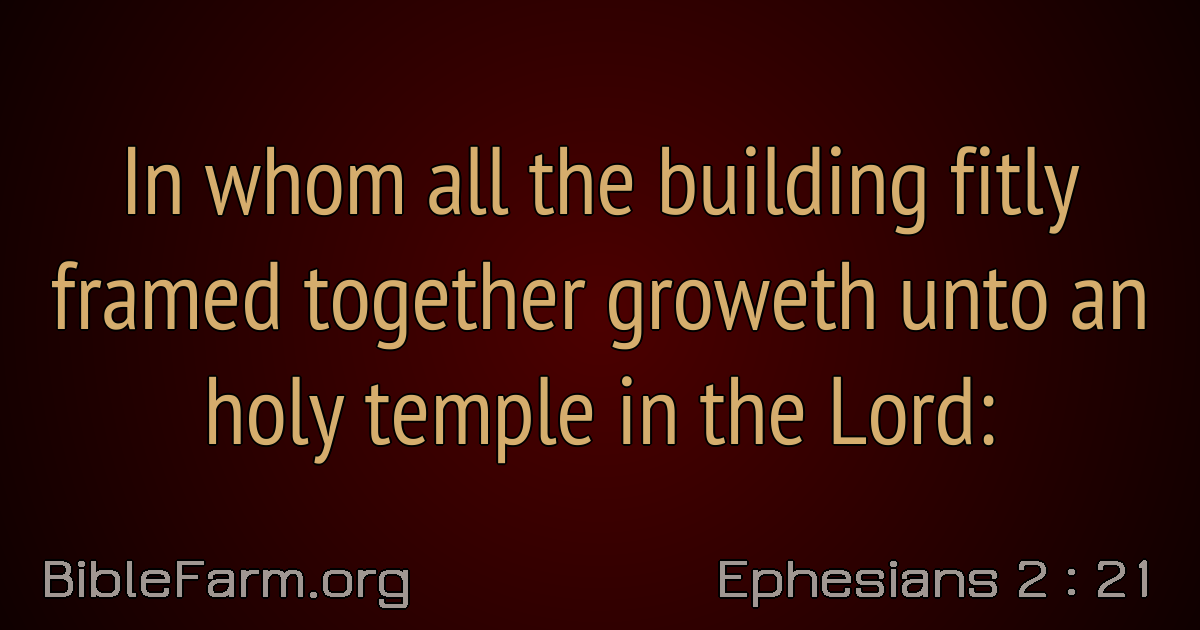 In whom all the building fitly
framed together groweth unto an
holy temple in the Lord:
BibleFarm.org
Ephesians 2 : 21